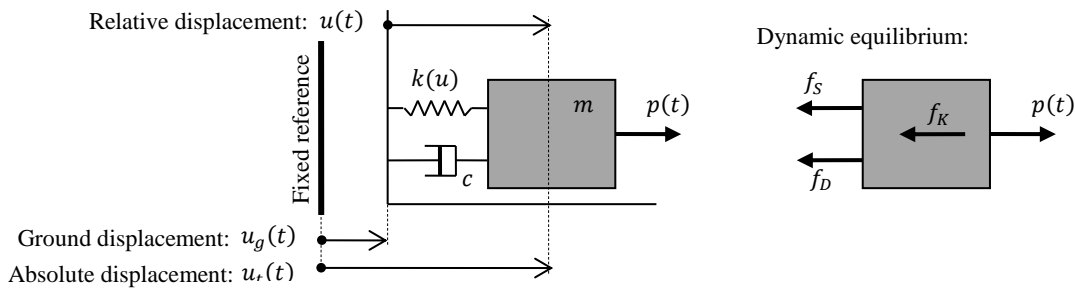 Relative displacement: u(t)
Dynamic equilibrium:
Fixed reference
k(u)
m
p(t)
c
f_S
f_K
p(t)
f_D
Ground displacement: u_g(t)
Absolute displacement: u_t(t)